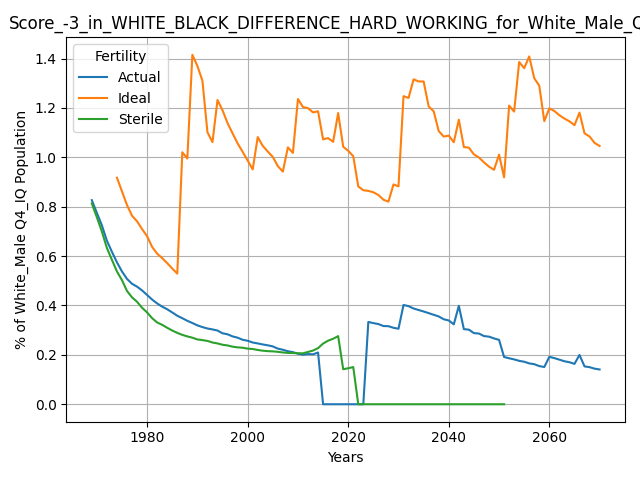 Score_-3_in_WHITE_BLACK_DIFFERENCE_HARD_WORKING_for_White_Male_Q
Fertility
Actual
Ideal
Sterile
% of White_Male Q4_IQ Population
1.4
1.2
1.0
0.8
0.6
0.4
0.2
0.0
1980 2000 2020 2040 2060
Years